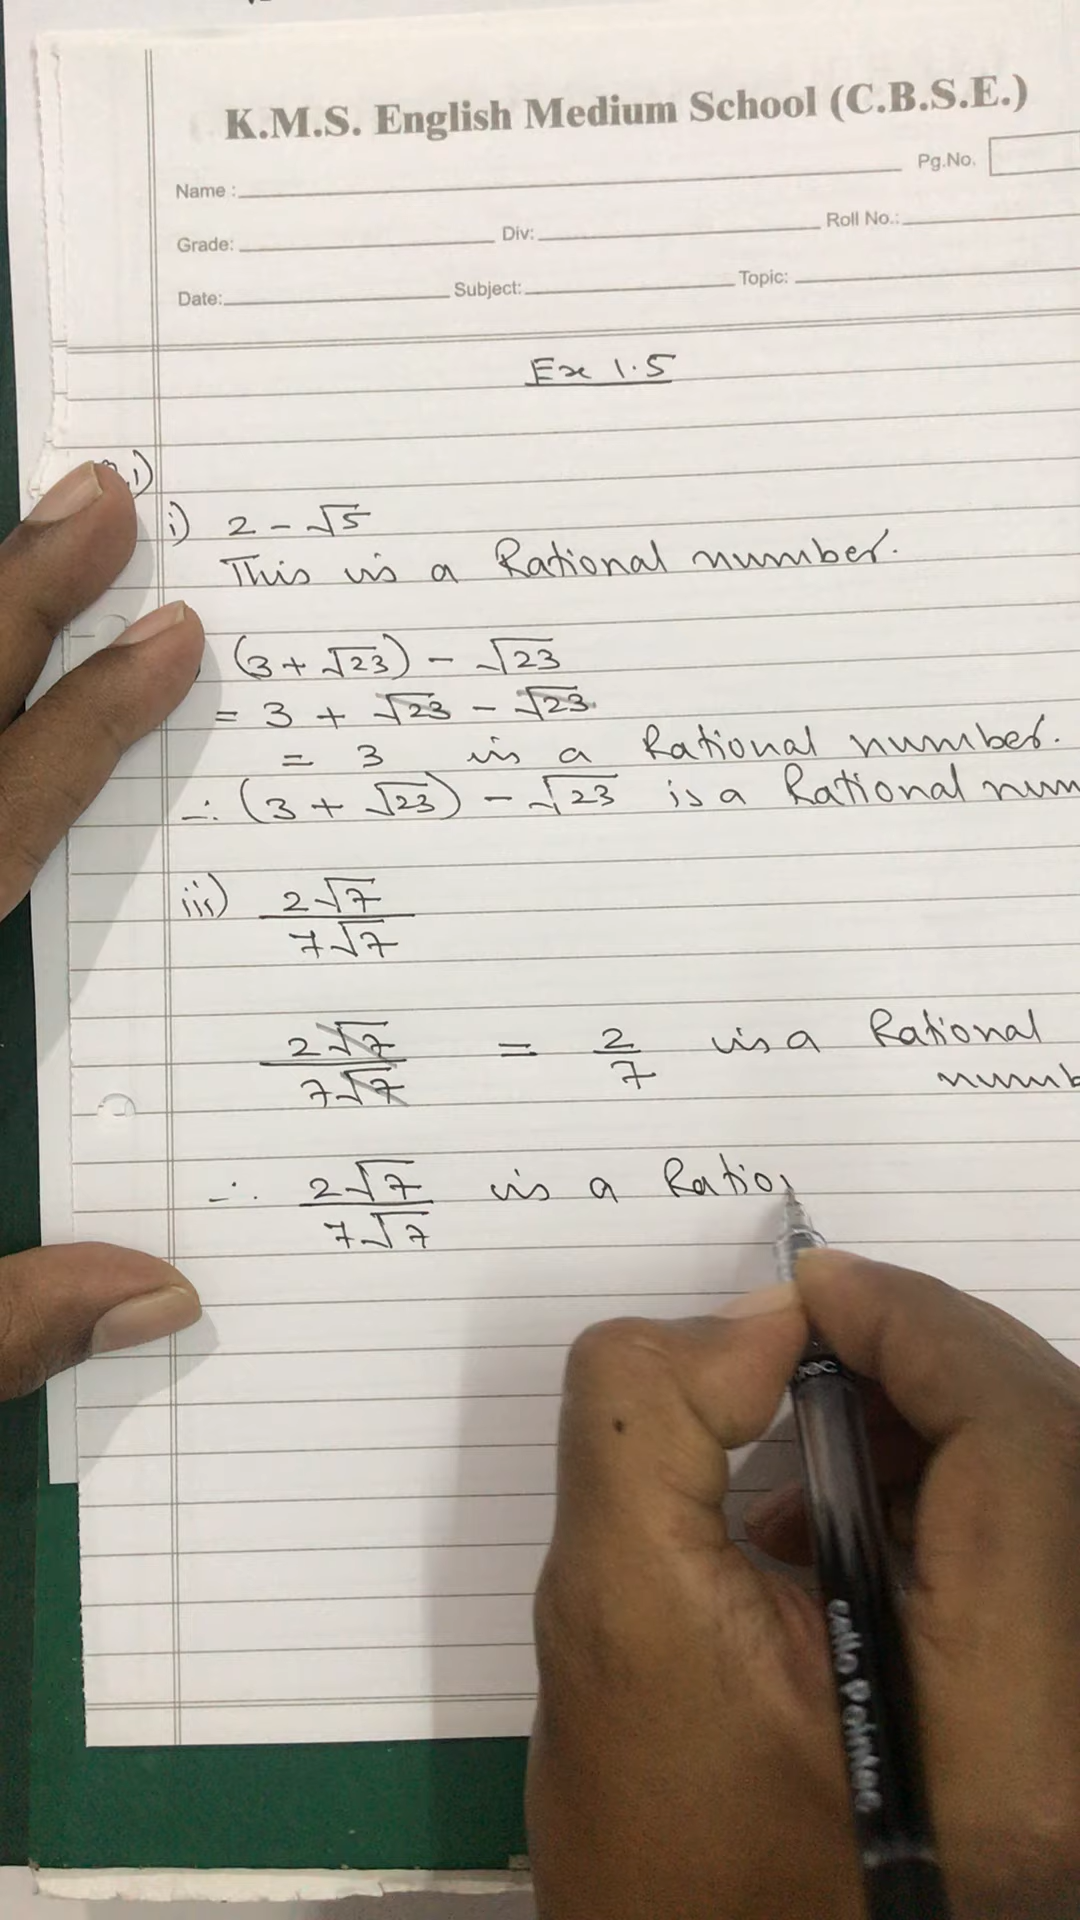 K.M.S. English Medium School (C.B.S.E.)
Pg.No.
Name :
Grade: Div: Roll No.:
Date: Subject: Topic:
Ex 1.5
1)
i) 2 - √5
This is a Rational number.
(3 + √23) - √23
= 3 + √23 - √23
= 3 is a Rational number.
∴ (3 + √23) - √23 is a Rational num
iii) 2√7 / 7√7
2√7 / 7√7 = 2/7 is a Rational
numb
∴ 2√7 / 7√7 is a Ratio
cello Pointec